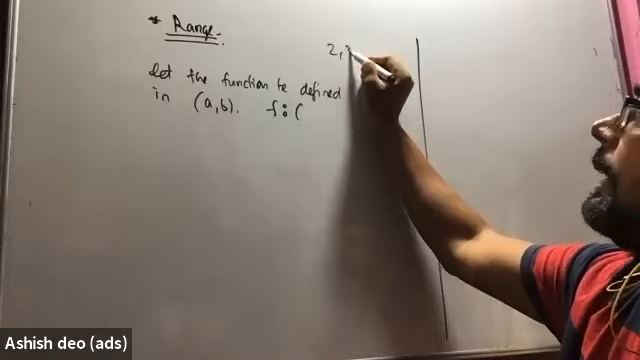 * Range.
2,
let the function be defined
in (a,b). f:(
Ashish deo (ads)